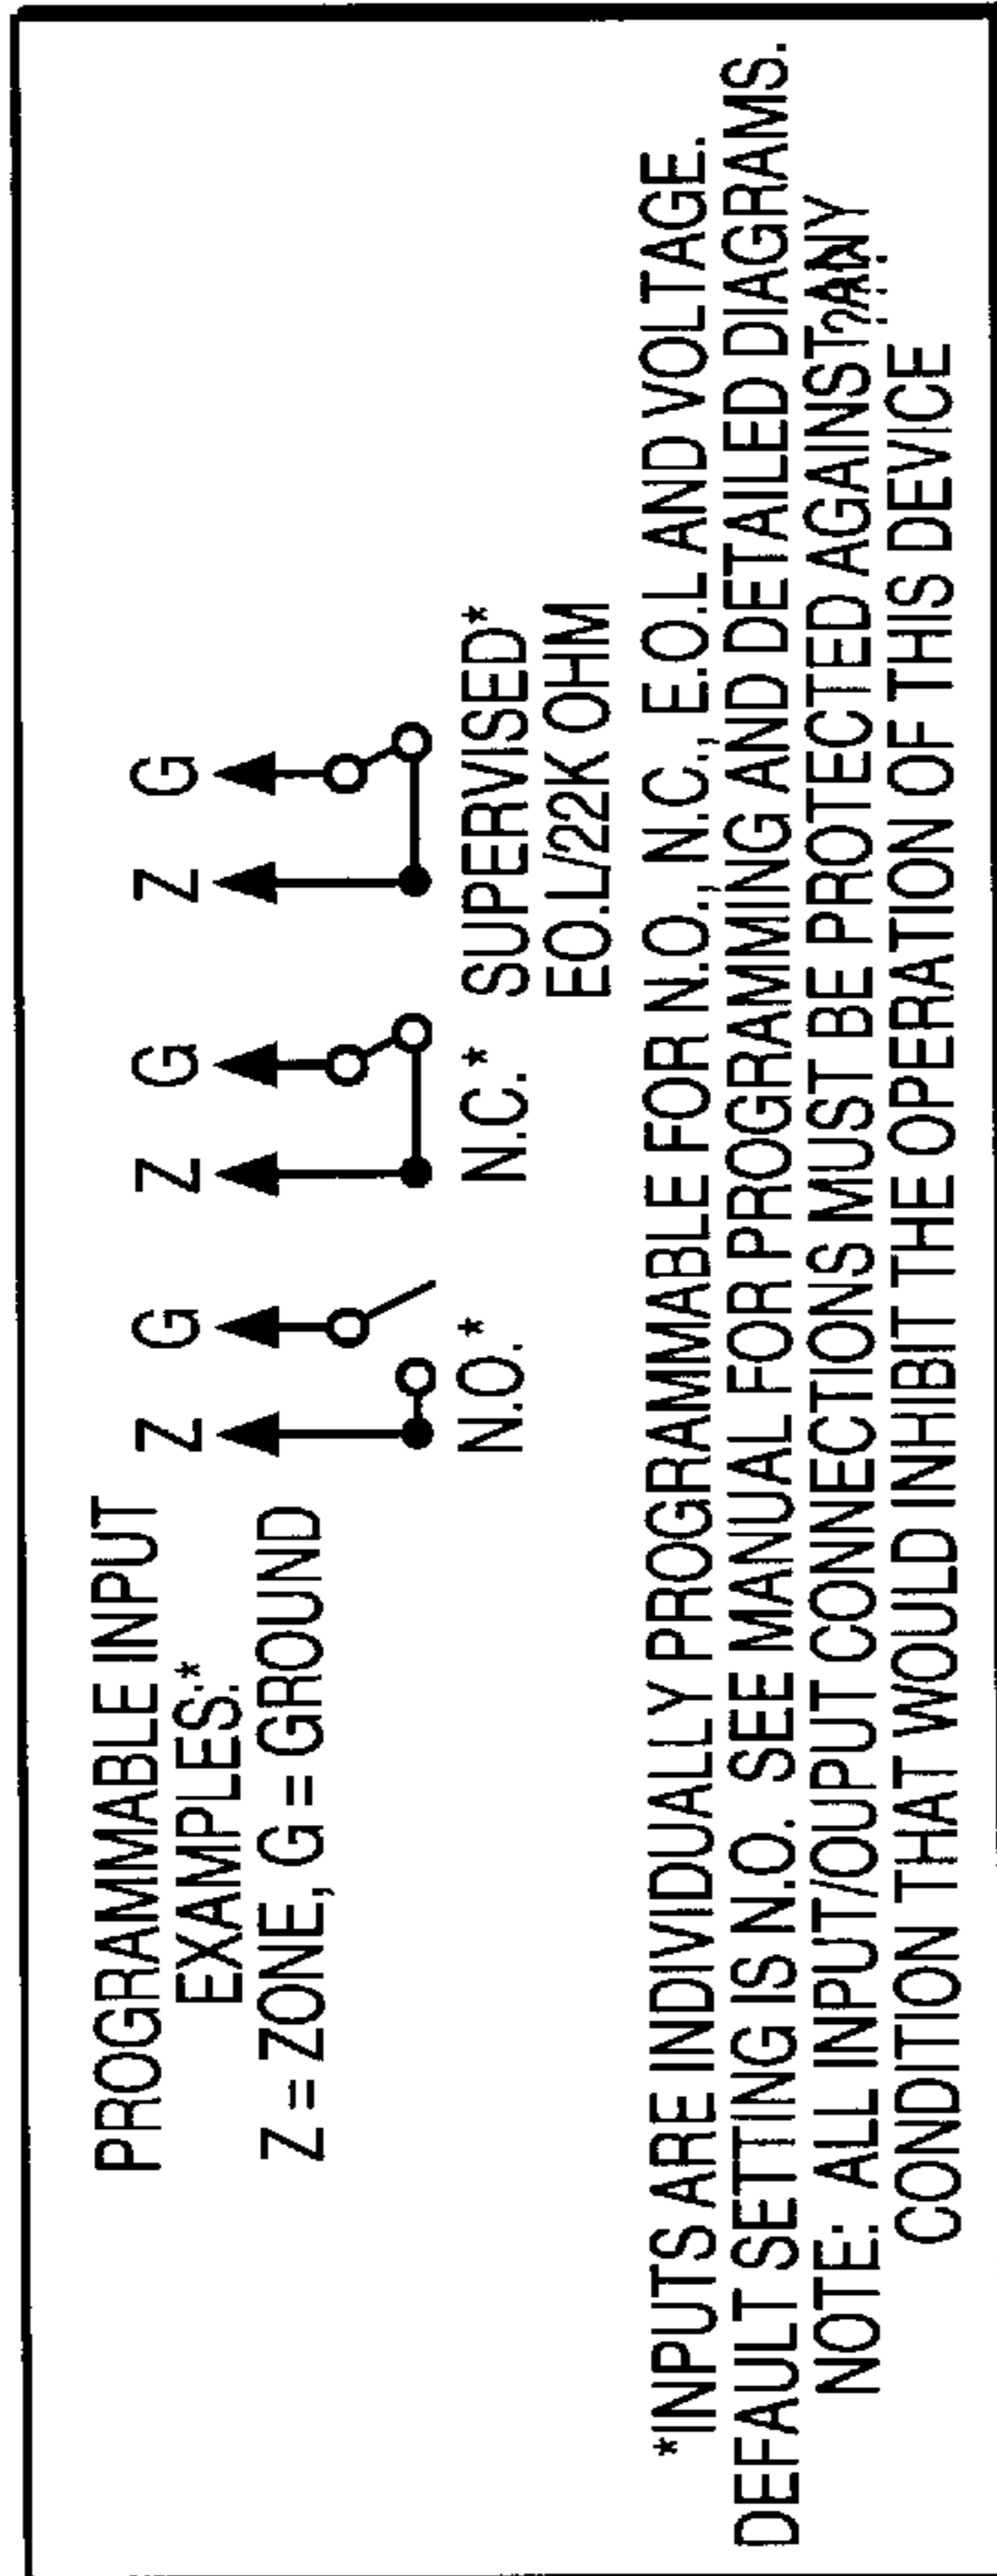 PROGRAMMABLE INPUT
EXAMPLES:*
Z = ZONE, G = GROUND
Z G Z G Z G
N.O.* N.C.* SUPERVISED*
EO.L/22K OHM
*INPUTS ARE INDIVIDUALLY PROGRAMMABLE FOR N.O., N.C., E.O.L AND VOLTAGE.
DEFAULT SETTING IS N.O. SEE MANUAL FOR PROGRAMMING AND DETAILED DIAGRAMS.
NOTE: ALL INPUT/OUPUT CONNECTIONS MUST BE PROTECTED AGAINST ANY
CONDITION THAT WOULD INHIBIT THE OPERATION OF THIS DEVICE